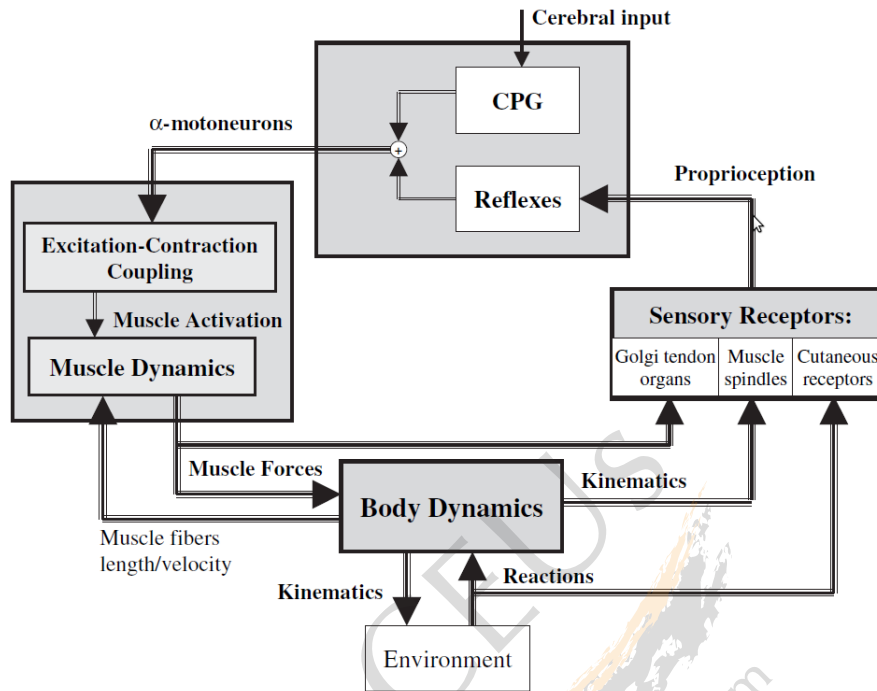 Cerebral input
CPG
α-motoneurons
Proprioception
Reflexes
Excitation-Contraction
Coupling
Muscle Activation
Muscle Dynamics
Sensory Receptors:
Golgi tendon
organs
Muscle
spindles
Cutaneous
receptors
Muscle Forces
Kinematics
Body Dynamics
Muscle fibers
length/velocity
Kinematics
Reactions
Environment
CEUs
+